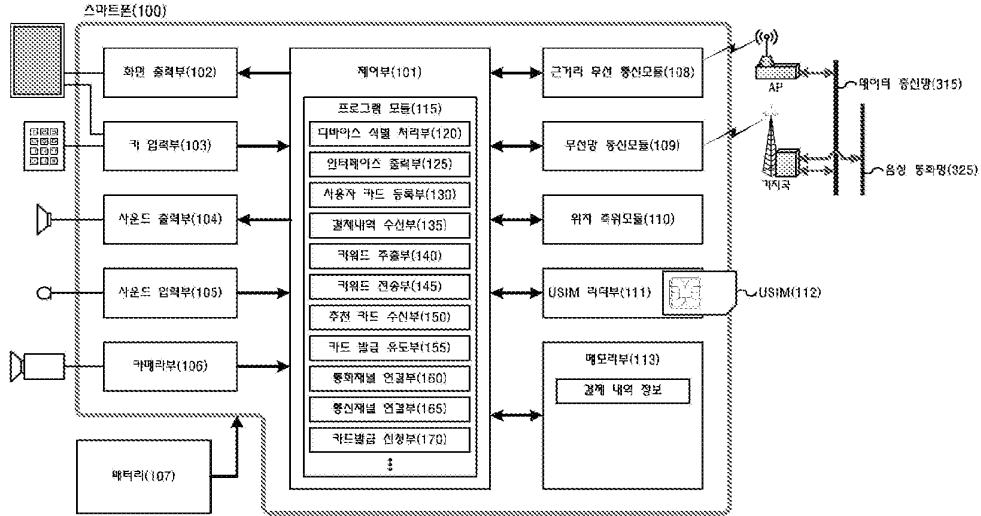 스마트폰(100)
화면 출력부(102)
키 입력부(103)
사운드 출력부(104)
사운드 입력부(105)
카메라부(106)
배터리(107)
제어부(101)
프로그램 모듈(115)
디바이스 식별 처리부(120)
인터페이스 출력부(125)
사용자 카드 등록부(130)
결제내역 수신부(135)
키워드 추출부(140)
키워드 전송부(145)
추천 카드 수신부(150)
카드 발급 유도부(155)
통화채널 연결부(160)
통신채널 연결부(165)
카드발급 신청부(170)
근거리 무선 통신모듈(108)
무선망 통신모듈(109)
위치 측위모듈(110)
USIM 리더부(111)
USIM(112)
메모리부(113)
결제 내역 정보
AP
기지국
데이터 통신망(315)
음성 통화망(325)